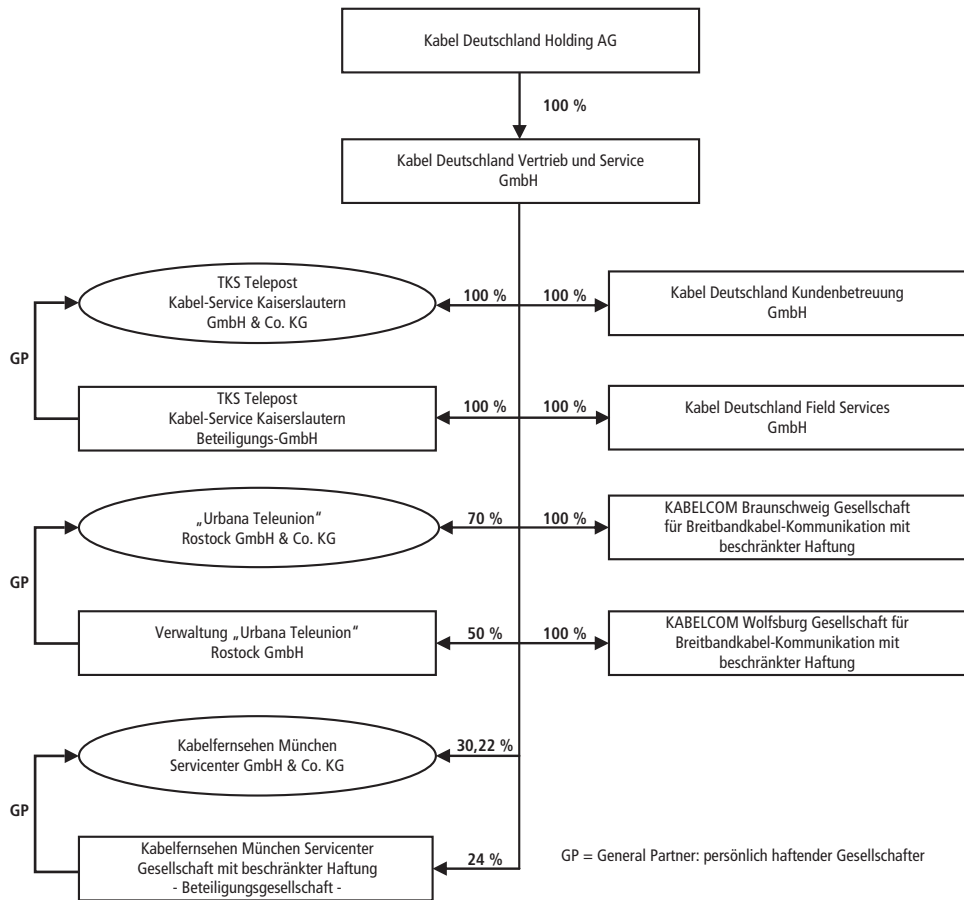 Kabel Deutschland Holding AG
100 %
Kabel Deutschland Vertrieb und Service
GmbH
TKS Telepost
Kabel-Service Kaiserslautern
GmbH & Co. KG
100 %
100 %
Kabel Deutschland Kundenbetreuung
GmbH
GP
TKS Telepost
Kabel-Service Kaiserslautern
Beteiligungs-GmbH
100 %
100 %
Kabel Deutschland Field Services
GmbH
„Urbana Teleunion“
Rostock GmbH & Co. KG
70 %
100 %
KABELCOM Braunschweig Gesellschaft
für Breitbandkabel-Kommunikation mit
beschränkter Haftung
GP
Verwaltung „Urbana Teleunion“
Rostock GmbH
50 %
100 %
KABELCOM Wolfsburg Gesellschaft für
Breitbandkabel-Kommunikation mit
beschränkter Haftung
Kabelfernsehen München
Servicenter GmbH & Co. KG
30,22 %
GP
Kabelfernsehen München Servicenter
Gesellschaft mit beschränkter Haftung
- Beteiligungsgesellschaft -
24 %
GP = General Partner: persönlich haftender Gesellschafter